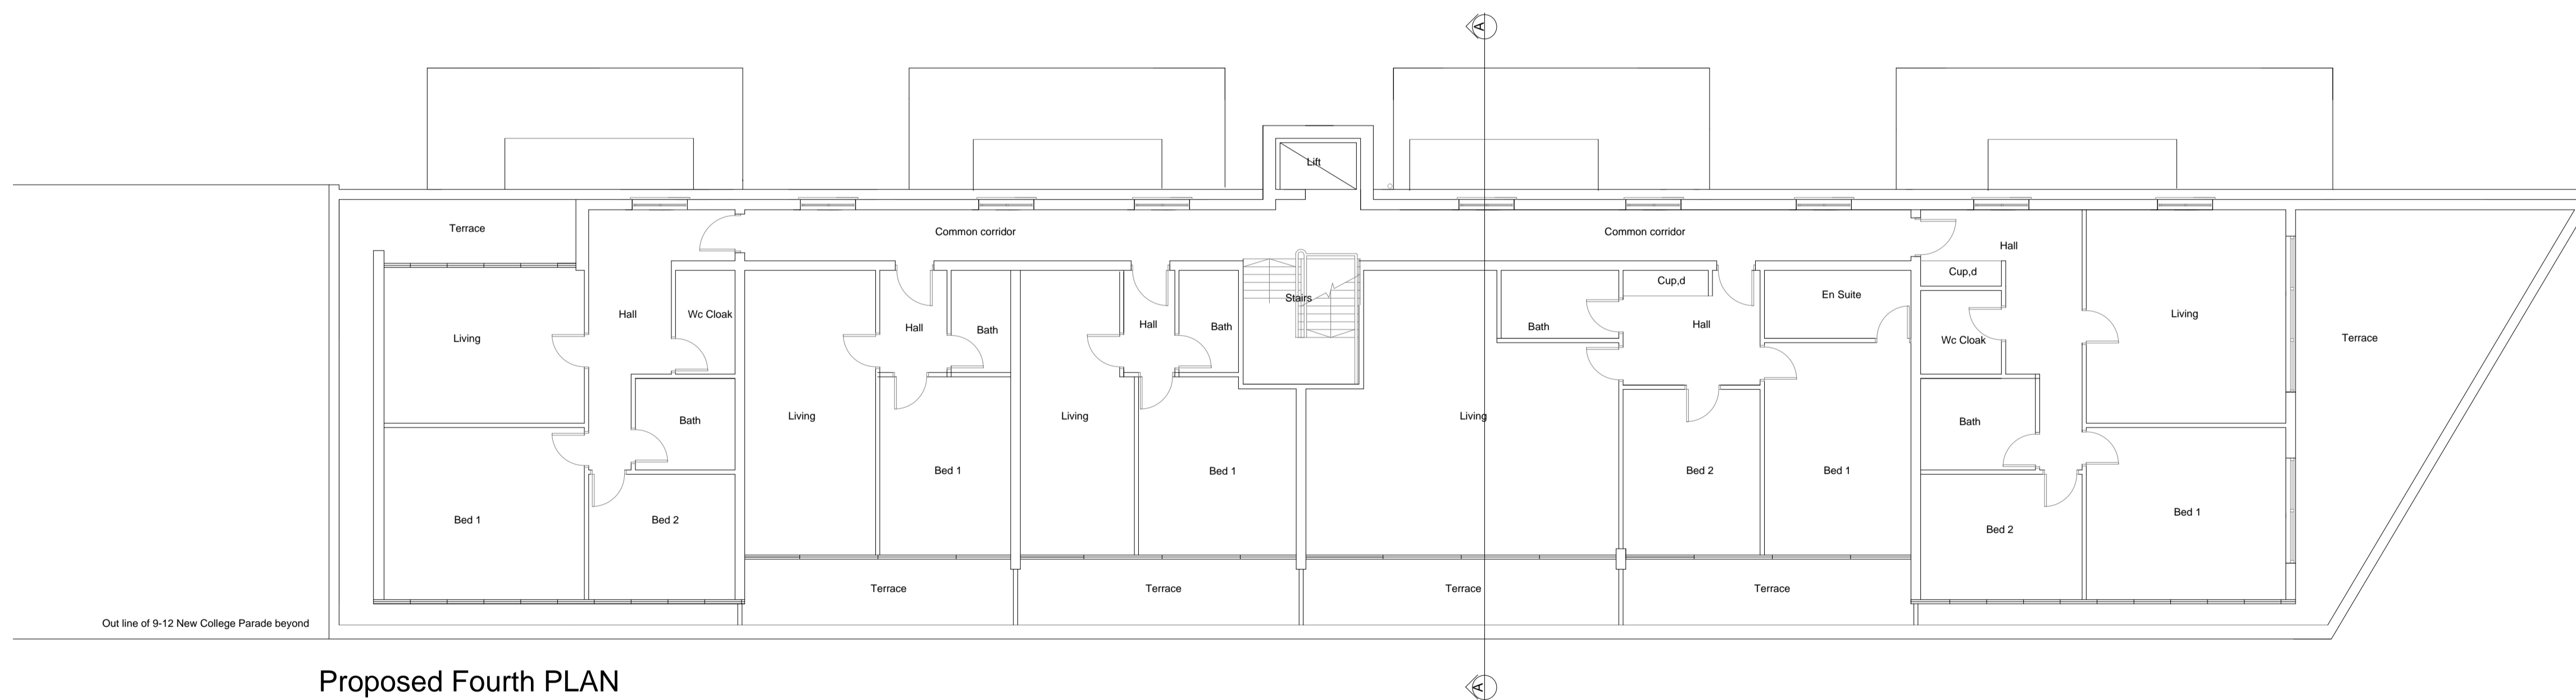 A
Lift
Terrace
Common corridor
Common corridor
Hall
Cup,d
Cup,d
En Suite
Stairs
Hall
Wc Cloak
Living
Hall
Bath
Hall
Bath
Bath
Hall
Wc Cloak
Living
Terrace
Living
Bath
Living
Living
Living
Bath
Bed 1
Bed 2
Bed 1
Bed 1
Bed 2
Bed 1
Bed 2
Bed 1
Terrace
Terrace
Terrace
Terrace
Out line of 9-12 New College Parade beyond
Proposed Fourth PLAN
A